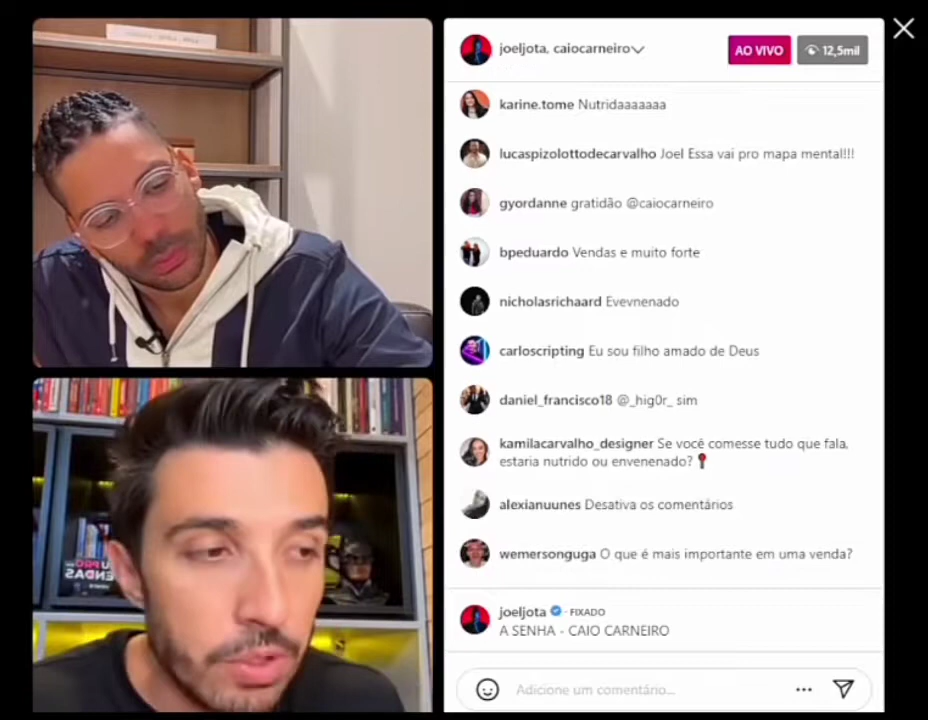 joeljota, caiocarneiro
AO VIVO
12,5mil
karine.tome Nutridaaaaaaa
lucaspizolottodecarvalho Joel Essa vai pro mapa mental!!!
gyordanne gratidão @caiocarneiro
bpeduardo Vendas e muito forte
nicholasrichaard Evevnenado
carloscripting Eu sou filho amado de Deus
daniel_francisco18 @_hig0r_ sim
kamilacarvalho_designer Se você comesse tudo que fala,
estaria nutrido ou envenenado?
alexianuunes Desativa os comentários
wemersonguga O que é mais importante em uma venda?
joeljota · FIXADO
A SENHA - CAIO CARNEIRO
Adicione um comentário...